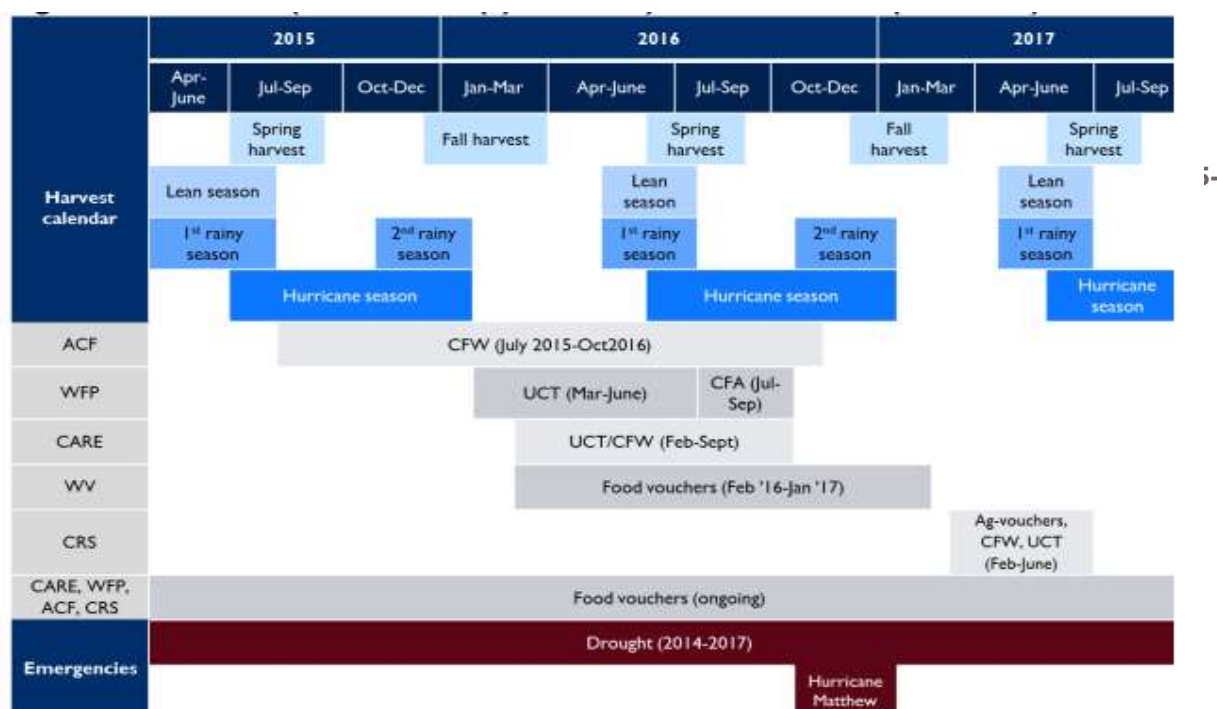 2015 2016 2017
Apr-
June
Jul-Sep Oct-Dec Jan-Mar Apr-June Jul-Sep Oct-Dec Jan-Mar Apr-June Jul-Sep
Harvest
calendar
Spring
harvest
Fall harvest
Spring
harvest
Fall
harvest
Spring
harvest
Lean season
Lean
season
Lean
season
1st rainy
season
2nd rainy
season
1st rainy
season
2nd rainy
season
1st rainy
season
Hurricane season
Hurricane season
Hurricane
season
ACF
CFW (July 2015-Oct2016)
WFP
UCT (Mar-June)
CFA (Jul-
Sep)
CARE
UCT/CFW (Feb-Sept)
WV
Food vouchers (Feb '16-Jan '17)
CRS
Ag-vouchers,
CFW, UCT
(Feb-June)
CARE, WFP,
ACF, CRS
Food vouchers (ongoing)
Emergencies
Drought (2014-2017)
Hurricane
Matthew